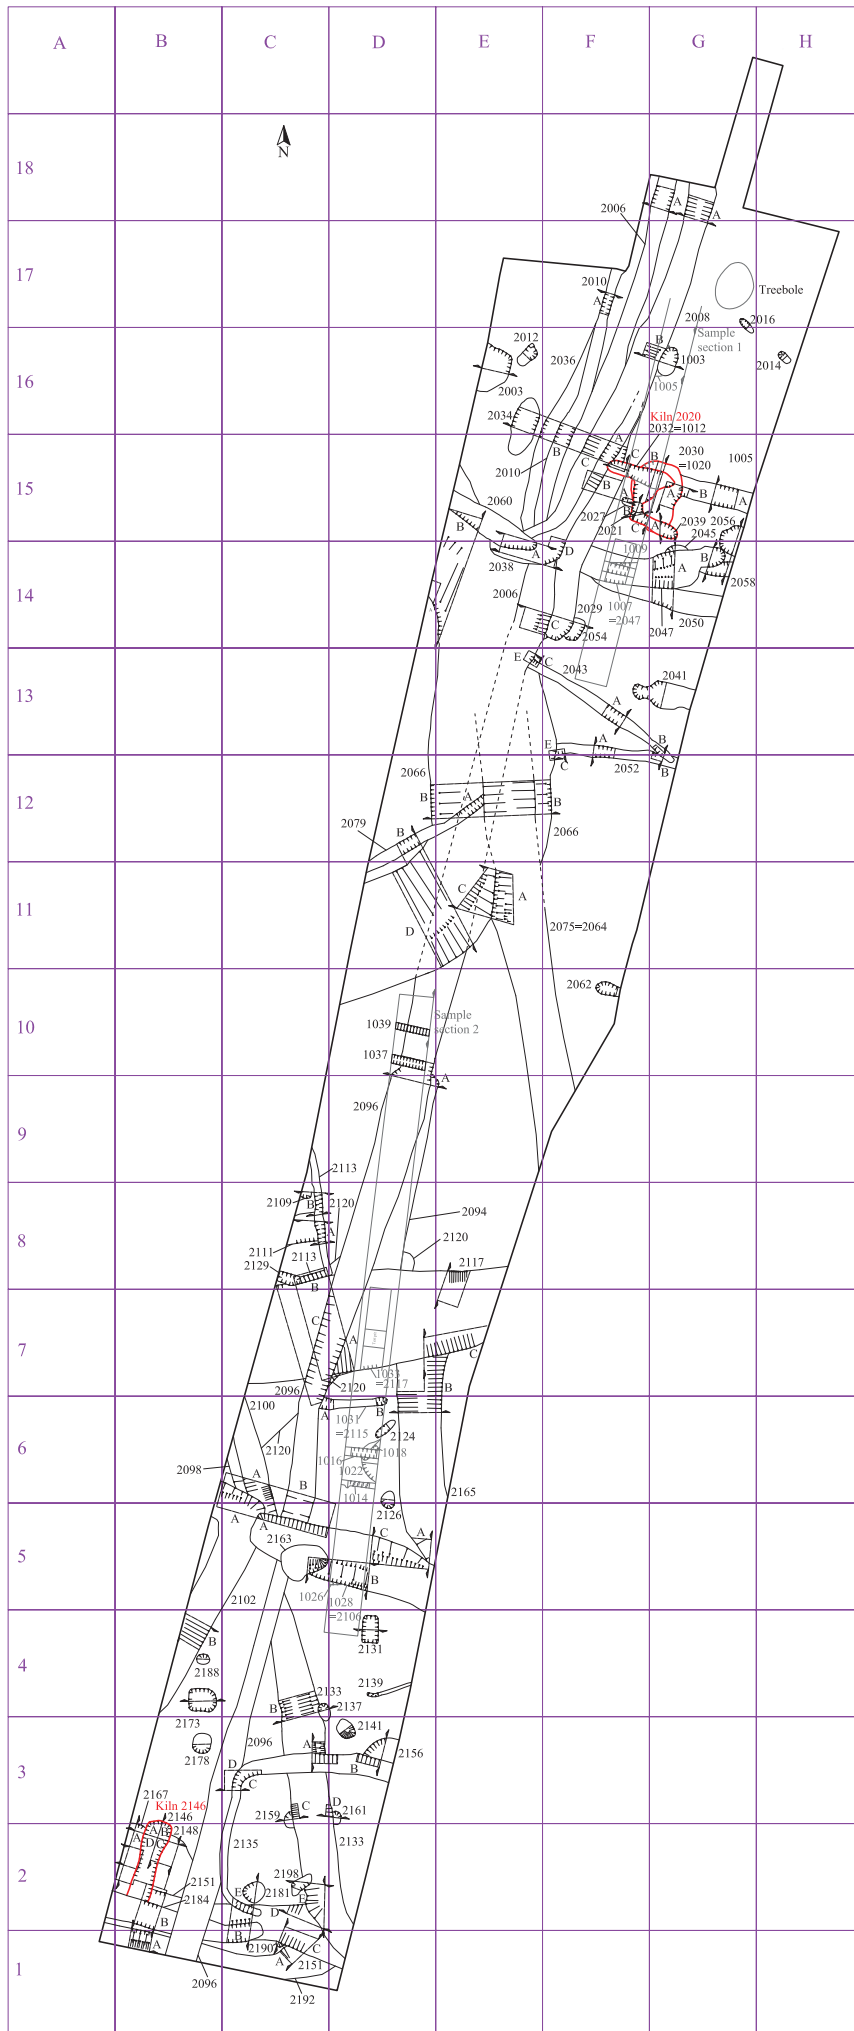 A B C D E F G H
N
18
2006
A
A
17
2010
A
Treebole
2008
2016
Sample
section 1
2012
2036
B
1003
2014
16
2003
1005
2034
Kiln 2020
2032=1012
A
B
C
C
B
2030
=1020
1005
15
2010
B
A
A
B
A
2060
2027
B
2021
C
A
2039
2056
B
2045
2038
A
D
1009
A
B
2058
14
2006
2029
1007
=2047
2047
2050
C
2054
E
C
2043
2041
13
A
E
A
B
C
2052
B
2066
12
B
A
B
2079
B
2066
C
A
11
D
2075=2064
2062
10
1039
Sample
section 2
1037
A
2096
9
2113
2109
B
2120
2094
8
A
2111
2113
2120
2129
B
2117
C
7
A
C
1033
=2117
2096
2120
B
2100
A
1031
=2115
B
2124
6
2120
1016
1018
1022
2098
A
B
1014
2165
2126
A
A
C
A
2163
5
B
1026
1028
=2106
2102
B
2131
4
2188
2139
2133
B
2137
2173
2141
2096
2178
A
2156
3
D
B
C
2167
Kiln 2146
2146
2159
C
D
2161
A
A
B
2148
D
C
2135
2133
2
2198
2151
E
2181
E
2184
D
B
B
A
2190
C
1
A
2151
2096
2192